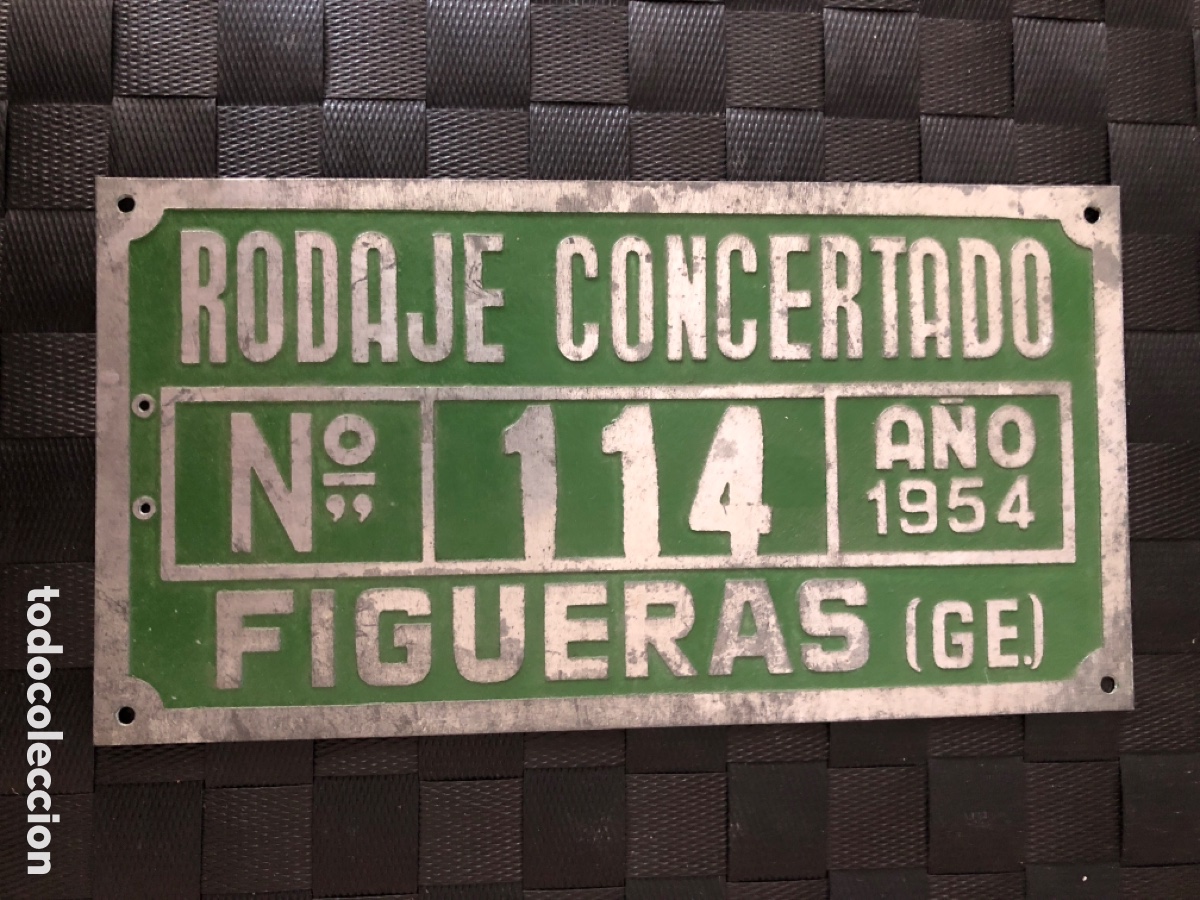 RODAJE CONCERTADO
Nº ,, 114 AÑO
1954
FIGUERAS (GE.)
todocoleccion